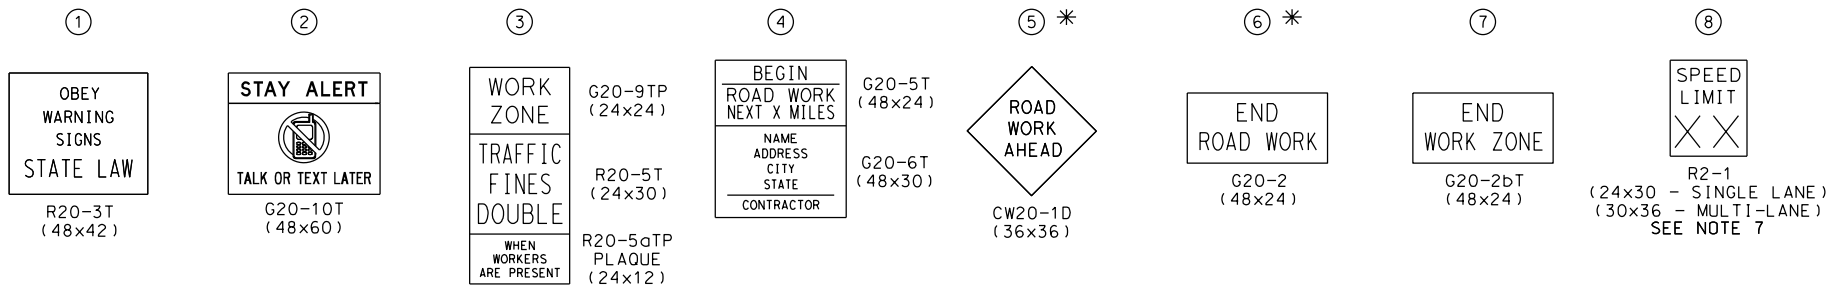 1
OBEY
WARNING
SIGNS
STATE LAW
R20-3T
(48x42)
2
STAY ALERT
TALK OR TEXT LATER
G20-10T
(48x60)
3
WORK
ZONE
G20-9TP
(24x24)
TRAFFIC
FINES
DOUBLE
R20-5T
(24x30)
WHEN
WORKERS
ARE PRESENT
R20-5aTP
PLAQUE
(24x12)
4
BEGIN
ROAD WORK
NEXT X MILES
G20-5T
(48x24)
NAME
ADDRESS
CITY
STATE
CONTRACTOR
G20-6T
(48x30)
5 *
ROAD
WORK
AHEAD
CW20-1D
(36x36)
6 *
END
ROAD WORK
G20-2
(48x24)
7
END
WORK ZONE
G20-2bT
(48x24)
8
SPEED
LIMIT
X X
R2-1
(24x30 - SINGLE LANE)
(30x36 - MULTI-LANE)
SEE NOTE 7